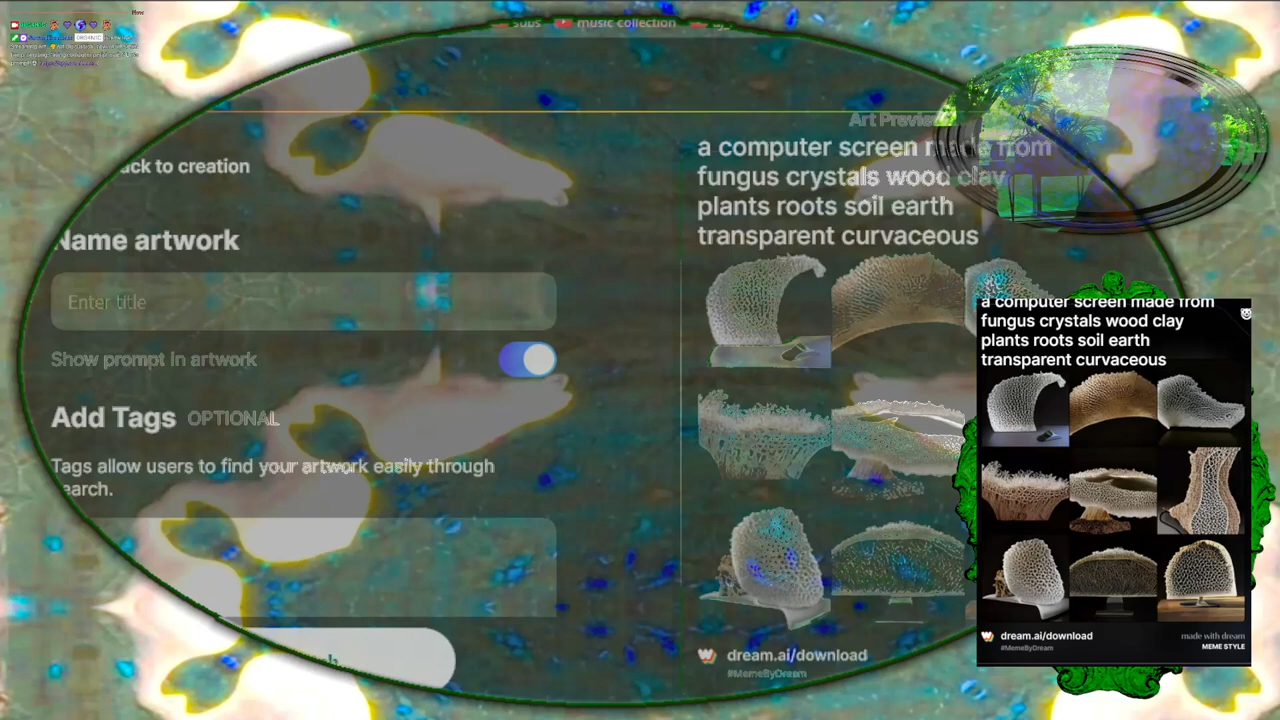 subs
music collection
ORG4N1C
Art Preview
ack to creation
a computer screen made from
fungus crystals wood clay
plants roots soil earth
transparent curvaceous
Name artwork
Enter title
Show prompt in artwork
Add Tags OPTIONAL
Tags allow users to find your artwork easily through
earch.
dream.ai/download
#MemeByDream
a computer screen made from
fungus crystals wood clay
plants roots soil earth
transparent curvaceous
dream.ai/download
#MemeByDream
made with dream
MEME STYLE